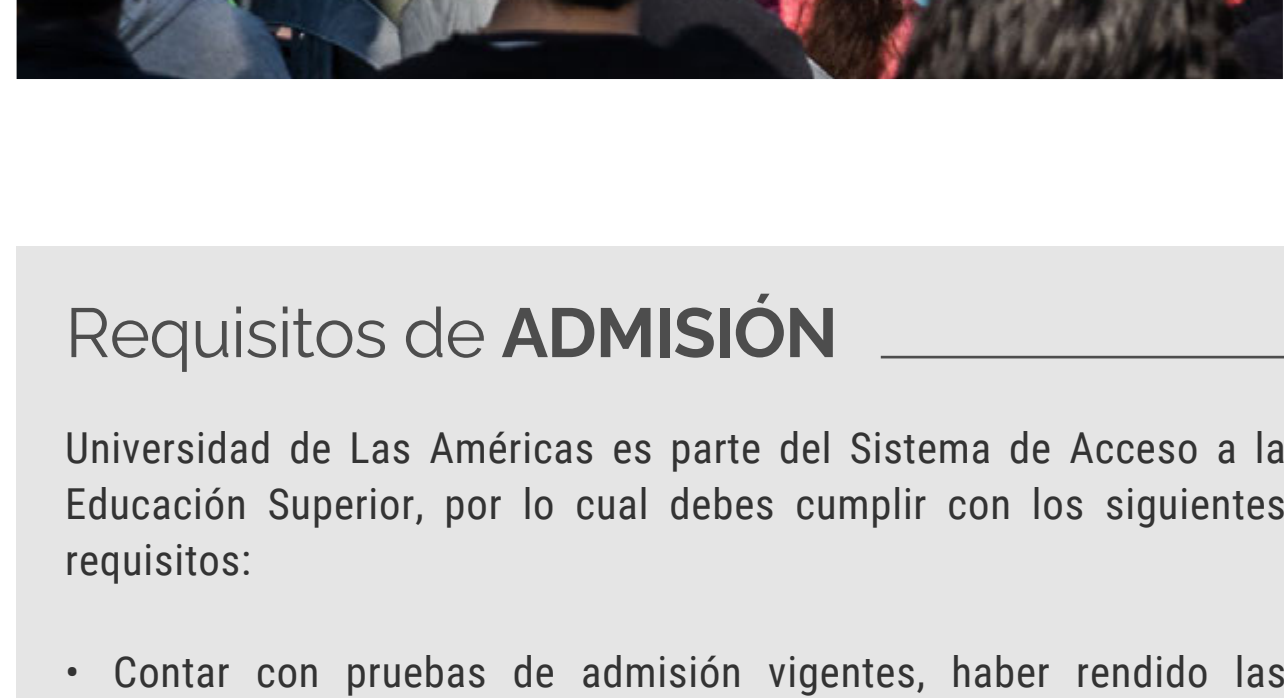 Requisitos de ADMISIÓN
Universidad de Las Américas es parte del Sistema de Acceso a la
Educación Superior, por lo cual debes cumplir con los siguientes
requisitos:
• Contar con pruebas de admisión vigentes, haber rendido las